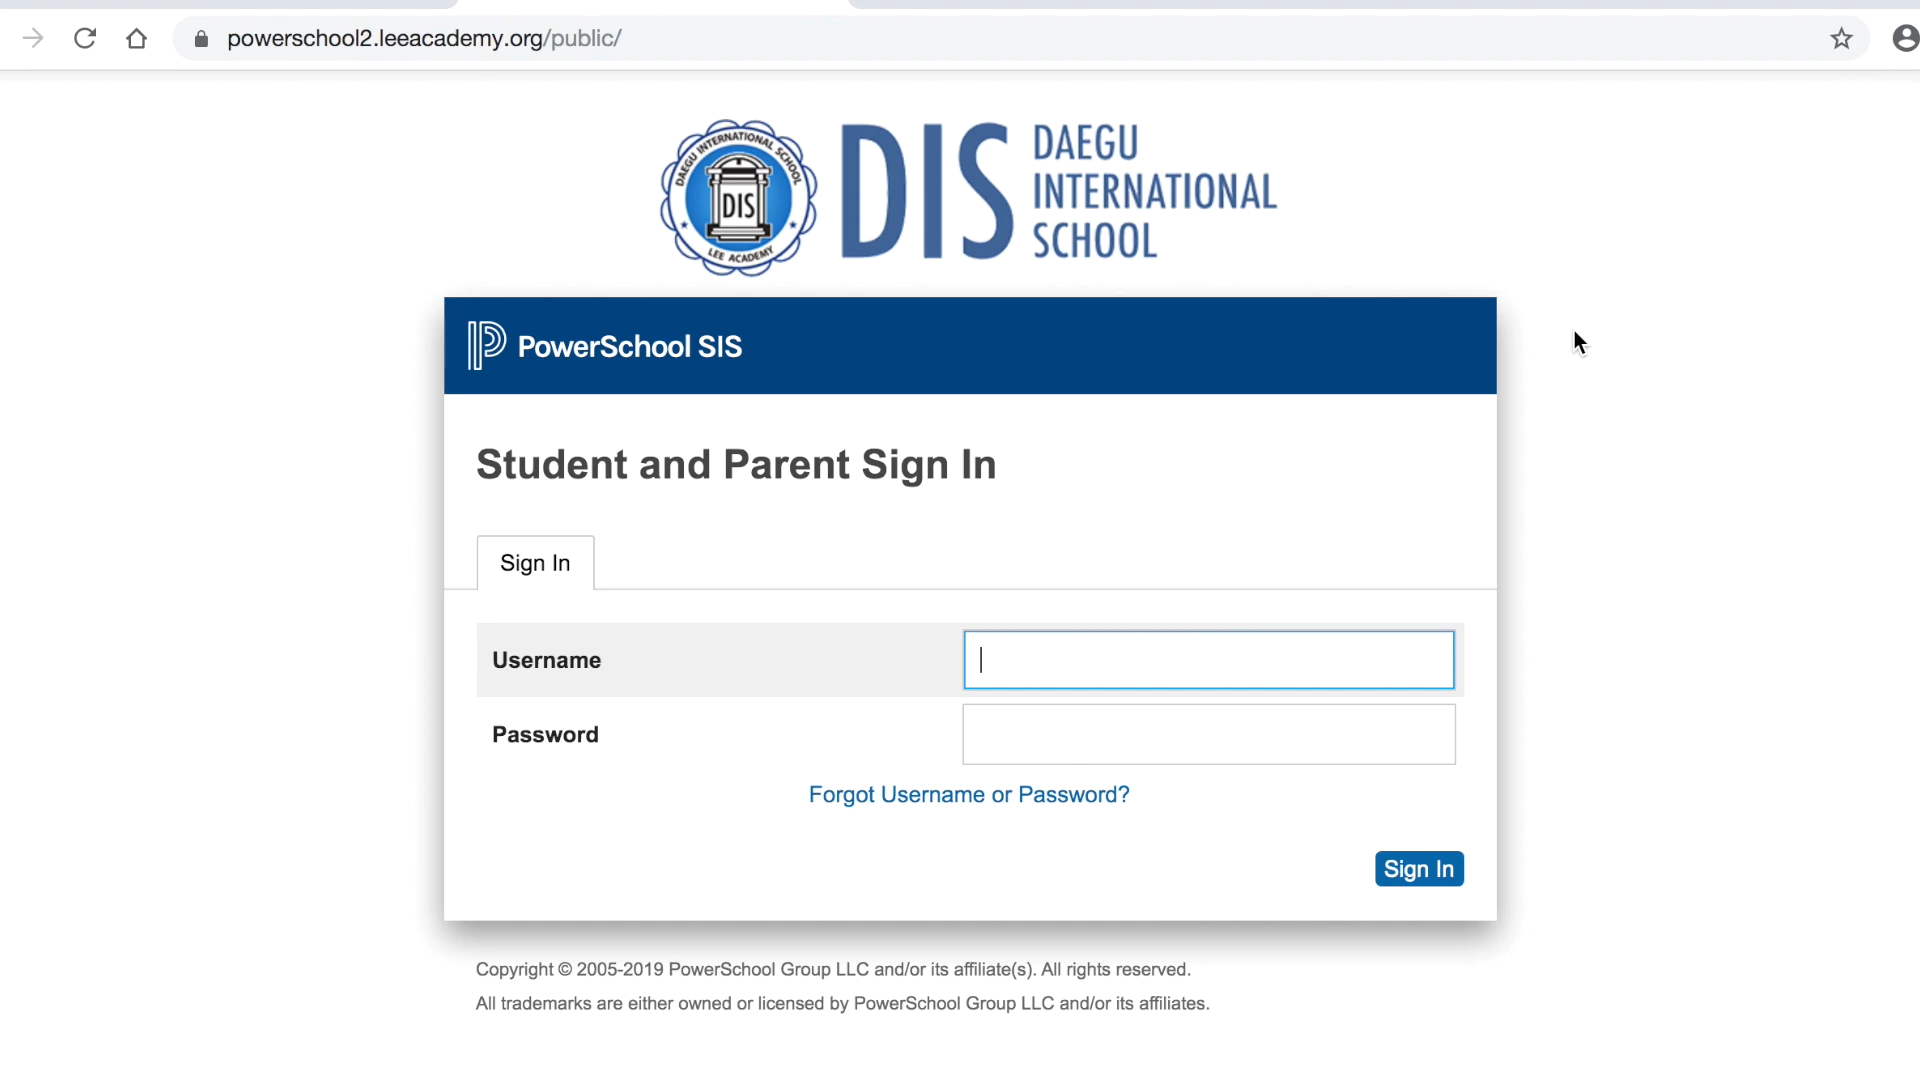 powerschool2.leeacademy.org/public/
DAEGU INTERNATIONAL SCHOOL
DIS
LEE ACADEMY
DIS
DAEGU
INTERNATIONAL
SCHOOL
PowerSchool SIS
Student and Parent Sign In
Sign In
Username
Password
Forgot Username or Password?
Sign In
Copyright © 2005-2019 PowerSchool Group LLC and/or its affiliate(s). All rights reserved.
All trademarks are either owned or licensed by PowerSchool Group LLC and/or its affiliates.